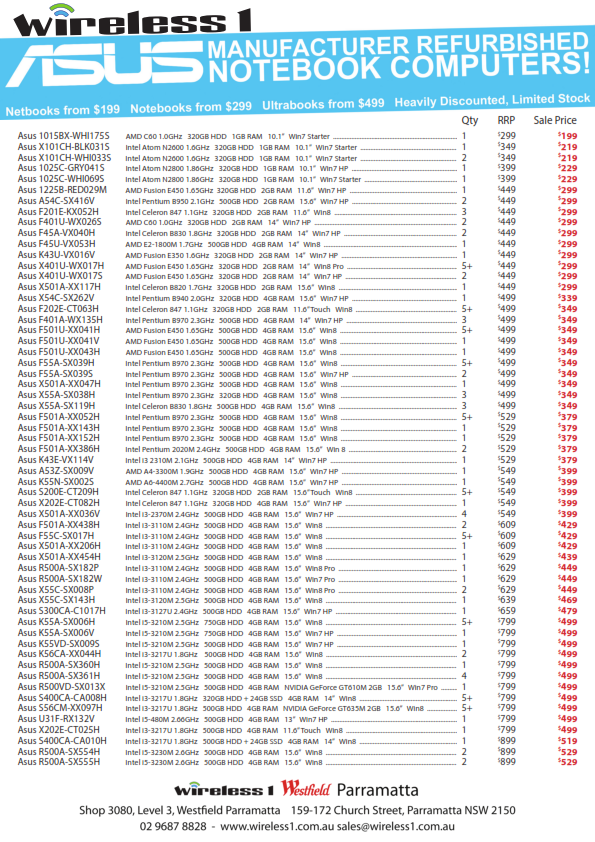 wireless 1
ASUS MANUFACTURER REFURBISHED
NOTEBOOK COMPUTERS!
Netbooks from $199 Notebooks from $299 Ultrabooks from $499 Heavily Discounted, Limited Stock
Qty RRP Sale Price
Asus 1015BX-WHI17SS AMD C60 1.0GHz 320GB HDD 1GB RAM 10.1" Win7 Starter 1 $299 $199
Asus X101CH-BLK031S Intel Atom N2600 1.6GHz 320GB HDD 1GB RAM 10.1" Win7 Starter 1 $349 $219
Asus X101CH-WHI033S Intel Atom N2600 1.6GHz 320GB HDD 1GB RAM 10.1" Win7 Starter 2 $349 $219
Asus 1025C-GRY041S Intel Atom N2800 1.86GHz 320GB HDD 1GB RAM 10.1" Win7 HP 1 $399 $229
Asus 1025C-WHI069S Intel Atom N2800 1.86GHZ 320GB HDD 1GB RAM 10.1" Win7 Starter 1 $399 $229
Asus 1225B-RED029M AMD Fusion E450 1.65GHz 320GB HDD 2GB RAM 11.6" Win7 HP 1 $449 $299
Asus A54C-SX416V Intel Pentium B950 2.1GHz 500GB HDD 2GB RAM 15.6" Win7 HP 2 $449 $299
Asus F201E-KX052H Intel Celeron 847 1.1GHz 320GB HDD 2GB RAM 11.6" Win8 3 $449 $299
Asus F401U-WX026S AMD C60 1.0GHz 320GB HDD 2GB RAM 14" Win7 HP 2 $449 $299
Asus F45A-VX040H Intel Celeron B830 1.8GHz 320GB HDD 2GB RAM 14" Win7 HP 2 $449 $299
Asus F45U-VX053H AMD E2-1800M 1.7GHz 500GB HDD 4GB RAM 14" Win8 1 $449 $299
Asus K43U-VX016V AMD Fusion E350 1.6GHz 320GB HDD 2GB RAM 14" Win7 HP 1 $449 $299
Asus X401U-WX017H AMD Fusion E450 1.65GHz 320GB HDD 2GB RAM 14" Win8 Pro 5+ $449 $299
Asus X401U-WX017S AMD Fusion E450 1.65GHz 320GB HDD 2GB RAM 14" Win7 HP 2 $449 $299
Asus X501A-XX117H Intel Celeron B820 1.7GHz 320GB HDD 2GB RAM 15.6" Win8 1 $449 $299
Asus X54C-SX262V Intel Pentium B940 2.0GHz 320GB HDD 4GB RAM 15.6" Win7 HP 1 $499 $339
Asus F202E-CT063H Intel Celeron 847 1.1GHz 320GB HDD 2GB RAM 11.6"Touch Win8 5+ $499 $349
Asus F401A-WX135H Intel Pentium B970 2.3GHz 500GB HDD 4GB RAM 14" Win7 HP 3 $499 $349
Asus F501U-XX041H AMD Fusion E450 1.65GHz 500GB HDD 4GB RAM 15.6" Win8 5+ $499 $349
Asus F501U-XX041V AMD Fusion E450 1.65GHz 500GB HDD 4GB RAM 15.6" Win8 1 $499 $349
Asus F501U-XX043H AMD Fusion E450 1.65GHz 500GB HDD 4GB RAM 15.6" Win8 1 $499 $349
Asus F55A-SX039H Intel Pentium B970 2.3GHz 500GB HDD 4GB RAM 15.6" Win8 5+ $499 $349
Asus F55A-SX039S Intel Pentium B970 2.3GHz 500GB HDD 4GB RAM 15.6" Win7 HP 2 $499 $349
Asus X501A-XX047H Intel Pentium B970 2.3GHz 500GB HDD 4GB RAM 15.6" Win8 1 $499 $349
Asus X55A-SX038H Intel Pentium B970 2.3GHz 500GB HDD 4GB RAM 15.6" Win8 3 $499 $349
Asus X55A-SX119H Intel Celeron B830 1.8GHz 500GB HDD 4GB RAM 15.6" Win8 3 $499 $349
Asus F501A-XX052H Intel Pentium B970 2.3GHz 500GB HDD 4GB RAM 15.6" Win8 5+ $529 $379
Asus F501A-XX143H Intel Pentium B970 2.3GHz 500GB HDD 4GB RAM 15.6" Win8 1 $529 $379
Asus F501A-XX152H Intel Pentium B970 2.3GHz 500GB HDD 4GB RAM 15.6" Win8 1 $529 $379
Asus F501A-XX386H Intel Pentium 2020M 2.4GHz 500GB HDD 4GB RAM 15.6" Win 8 2 $529 $379
Asus K43E-VX114V Intel i3 2310M 2.1GHz 500GB HDD 4GB RAM 14" Win7 HP 1 $529 $379
Asus A53Z-SX009V AMD A4-3300M 1.9GHz 500GB HDD 4GB RAM 15.6" Win7 HP 1 $549 $399
Asus K55N-SX002S AMD A6-4400M 2.7GHz 500GB HDD 4GB RAM 15.6" Win7 HP 1 $549 $399
Asus S200E-CT209H Intel Celeron 847 1.1GHz 320GB HDD 2GB RAM 15.6"Touch Win8 5+ $549 $399
Asus X202E-CT082H Intel Celeron 847 1.1GHz 320GB HDD 4GB RAM 15.6" Win7 HP 1 $549 $399
Asus X501A-XX036V Intel i3-2370M 2.4GHz 500GB HDD 4GB RAM 15.6" Win7 HP 4 $549 $399
Asus F501A-XX438H Intel i3-3110M 2.4GHz 500GB HDD 4GB RAM 15.6" Win8 2 $609 $429
Asus F55C-SX017H Intel i3-3110M 2.4GHz 500GB HDD 4GB RAM 15.6" Win8 5+ $609 $429
Asus X501A-XX206H Intel i3-3110M 2.4GHz 500GB HDD 4GB RAM 15.6" Win8 1 $609 $429
Asus X501A-XX454H Intel i3-3120M 2.5GHz 500GB HDD 4GB RAM 15.6" Win8 1 $629 $439
Asus R500A-SX182P Intel i3-3110M 2.4GHz 500GB HDD 4GB RAM 15.6" Win8 Pro 1 $629 $449
Asus R500A-SX182W Intel i3-3110M 2.4GHz 500GB HDD 4GB RAM 15.6" Win7 Pro 1 $629 $449
Asus X55C-SX008P Intel i3-3110M 2.4GHz 500GB HDD 4GB RAM 15.6" Win8 Pro 2 $629 $449
Asus X55C-SX143H Intel i3-3120M 2.5GHz 500GB HDD 4GB RAM 15.6" Win8 1 $639 $469
Asus S300CA-C1017H Intel i3-3127U 2.4GHz 500GB HDD 4GB RAM 15.6" Win7 HP 1 $659 $479
Asus K55A-SX006H Intel i5-3210M 2.5GHz 750GB HDD 4GB RAM 15.6" Win8 5+ $799 $499
Asus K55A-SX006V Intel i5-3210M 2.5GHz 750GB HDD 4GB RAM 15.6" Win7 HP 1 $799 $499
Asus K55VD-SX009S Intel i3-3217U 1.8GHz 500GB HDD 4GB RAM 15.6" Win7 HP 1 $799 $499
Asus K56CA-XX044H Intel i3-3217U 1.8GHz 500GB HDD 4GB RAM 15.6" Win8 2 $799 $499
Asus R500A-SX360H Intel i5-3210M 2.5GHz 500GB HDD 4GB RAM 15.6" Win8 1 $799 $499
Asus R500A-SX361H Intel i5-3210M 2.5GHz 500GB HDD 4GB RAM 15.6" Win8 4 $799 $499
Asus R500VD-SX013X Intel i5-3210M 2.5GHz 500GB HDD 4GB RAM NVIDIA GeForce GT610M 2GB 15.6" Win7 Pro 1 $799 $499
Asus S400CA-CA008H Intel i3-3217U 1.8GHz 320GB HDD + 24GB SSD 4GB RAM 14" Win8 5+ $799 $499
Asus S56CM-XX097H Intel i3-3217U 1.8GHz 500GB HDD 4GB RAM NVIDIA GeForce GT635M 2GB 15.6" Win8 5+ $799 $499
Asus U31F-RX132V Intel i5-480M 2.66GHz 500GB HDD 4GB RAM 13" Win7 HP 1 $799 $499
Asus X202E-CT025H Intel i3-3217U 1.8GHz 500GB HDD 4GB RAM 11.6"Touch Win8 1 $799 $499
Asus S400CA-CA010H Intel i3-3217U 1.8GHz 500GB HDD + 24GB SSD 4GB RAM 14" Win8 1 $899 $519
Asus R500A-SX554H Intel i5-3230M 2.6GHz 500GB HDD 4GB RAM 15.6" Win8 2 $899 $529
Asus R500A-SX555H Intel i5-3230M 2.6GHz 500GB HDD 4GB RAM 15.6" Win8 2 $899 $529
wireless 1 Westfield Parramatta
Shop 3080, Level 3, Westfield Parramatta 159-172 Church Street, Parramatta NSW 2150
02 9687 8828 - www.wireless1.com.au sales@wireless1.com.au